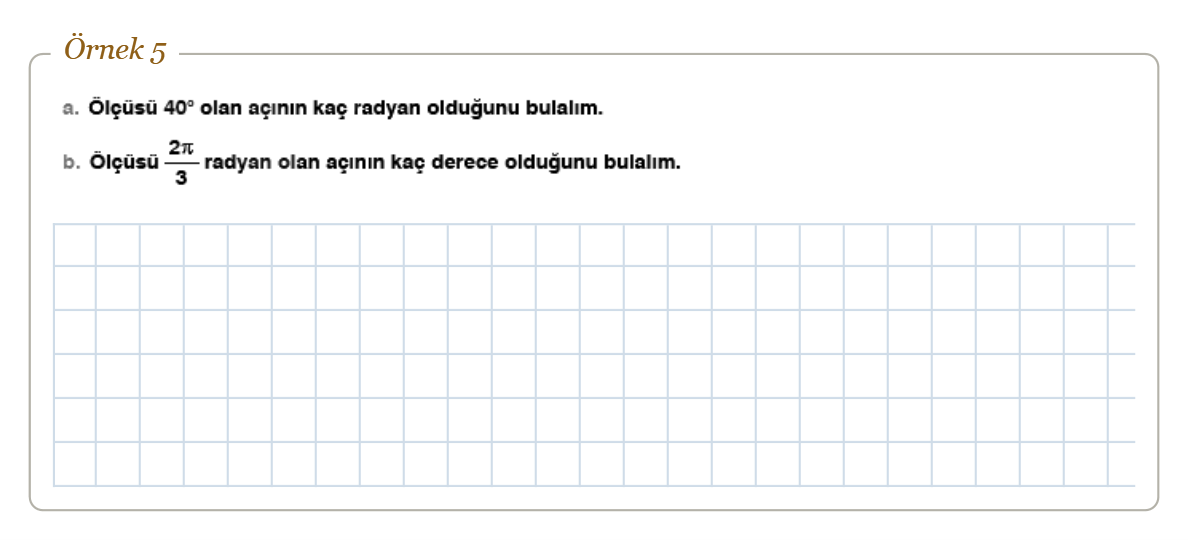 Örnek 5
a. Ölçüsü 40° olan açının kaç radyan olduğunu bulalım.
b. Ölçüsü 2π/3 radyan olan açının kaç derece olduğunu bulalım.